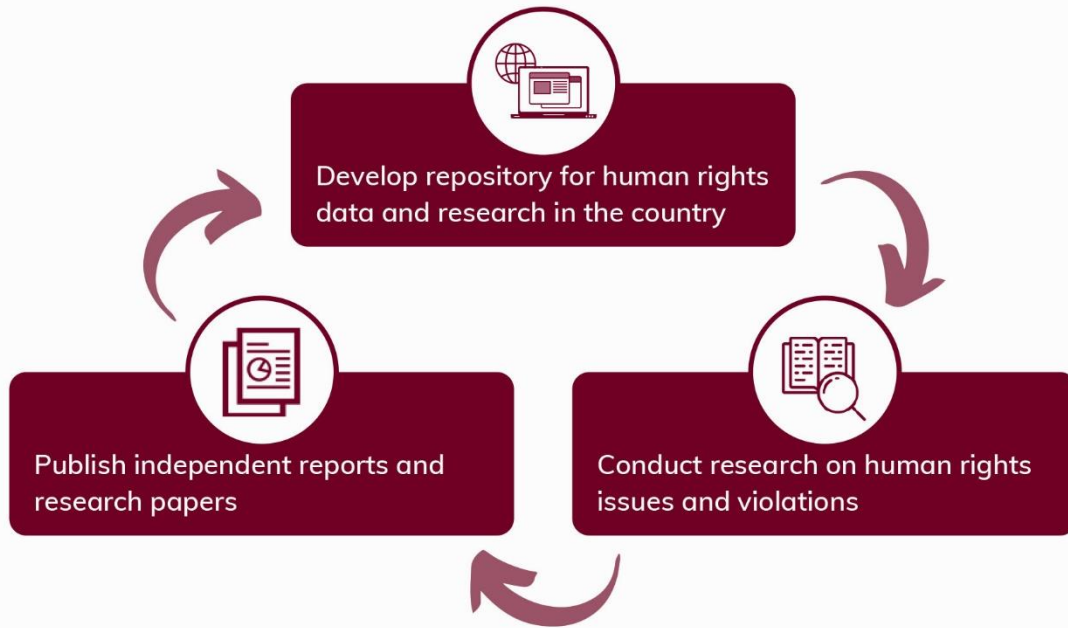 Develop repository for human rights
data and research in the country
Publish independent reports and
research papers
Conduct research on human rights
issues and violations